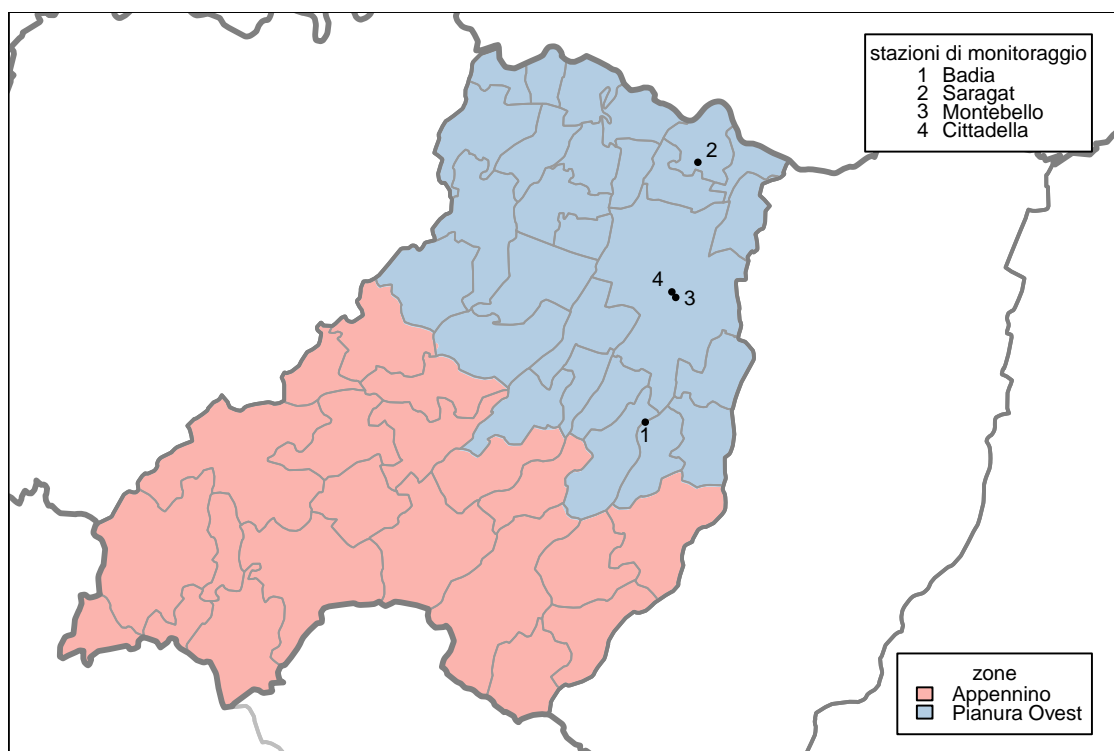 stazioni di monitoraggio
1 Badia
2 Saragat
3 Montebello
4 Cittadella
2
4
3
1
zone
Appennino
Pianura Ovest